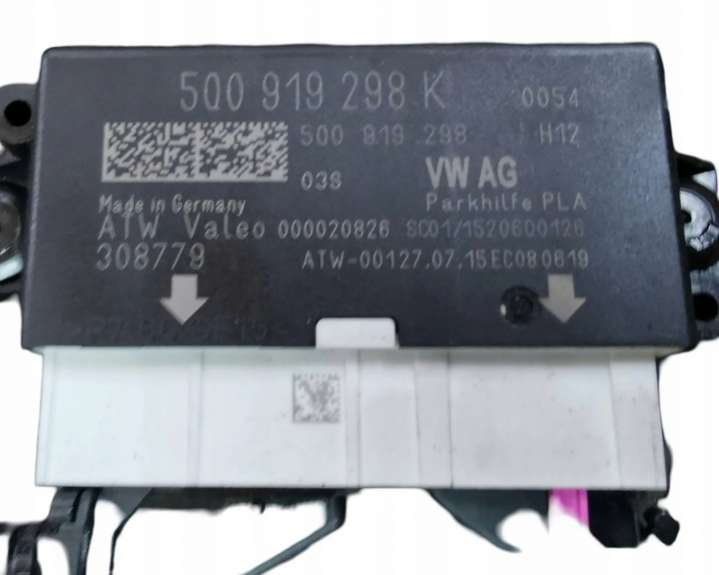 5Q0 919 298 K 0054
5Q0 919 298 H12
03S VW AG
Made in Germany Parkhilfe PLA
ATW Valeo 000020826 SC01/1520600126
308779 ATW-00127.07.15EC080619